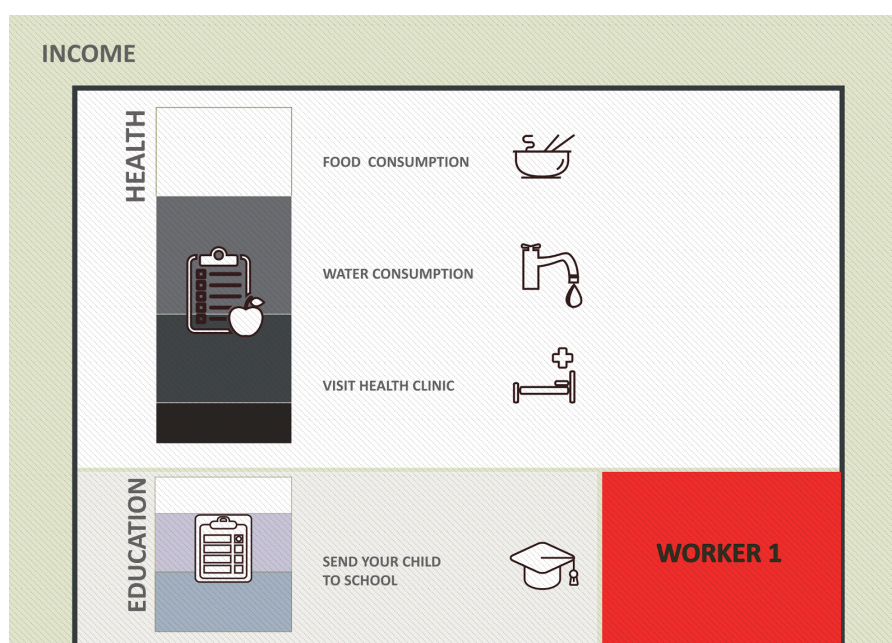 INCOME
HEALTH
FOOD CONSUMPTION
WATER CONSUMPTION
VISIT HEALTH CLINIC
EDUCATION
SEND YOUR CHILD
TO SCHOOL
WORKER 1